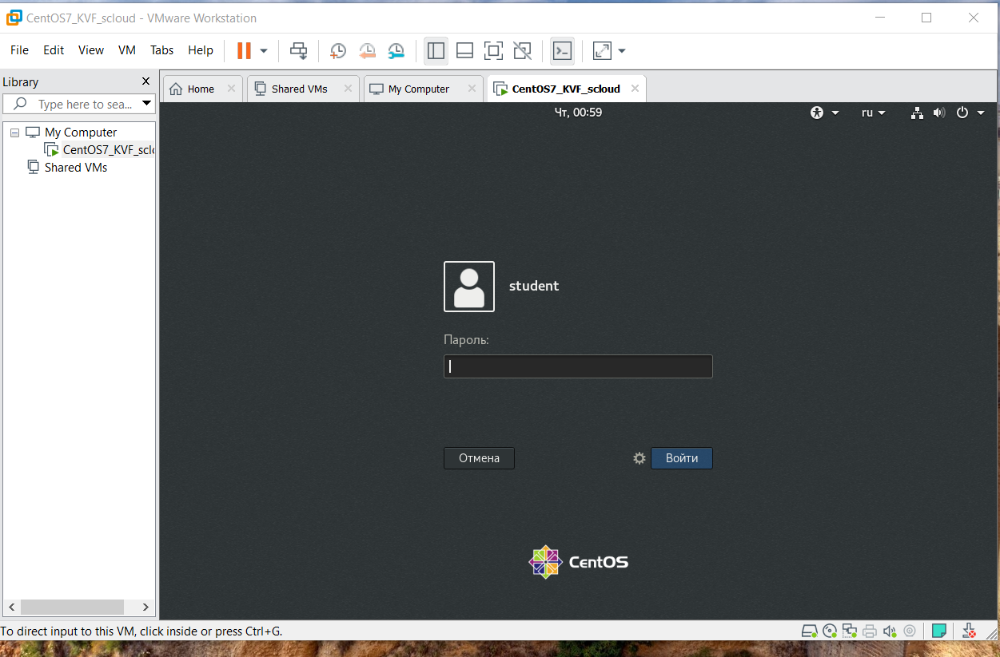 CentOS7_KVF_scloud - VMware Workstation
File Edit View VM Tabs Help
Library
Home
Shared VMs
My Computer
CentOS7_KVF_scloud
Type here to sea...
My Computer
CentOS7_KVF_sclo
Shared VMs
Чт, 00:59
ru
student
Пароль:
Отмена
Войти
CentOS
To direct input to this VM, click inside or press Ctrl+G.